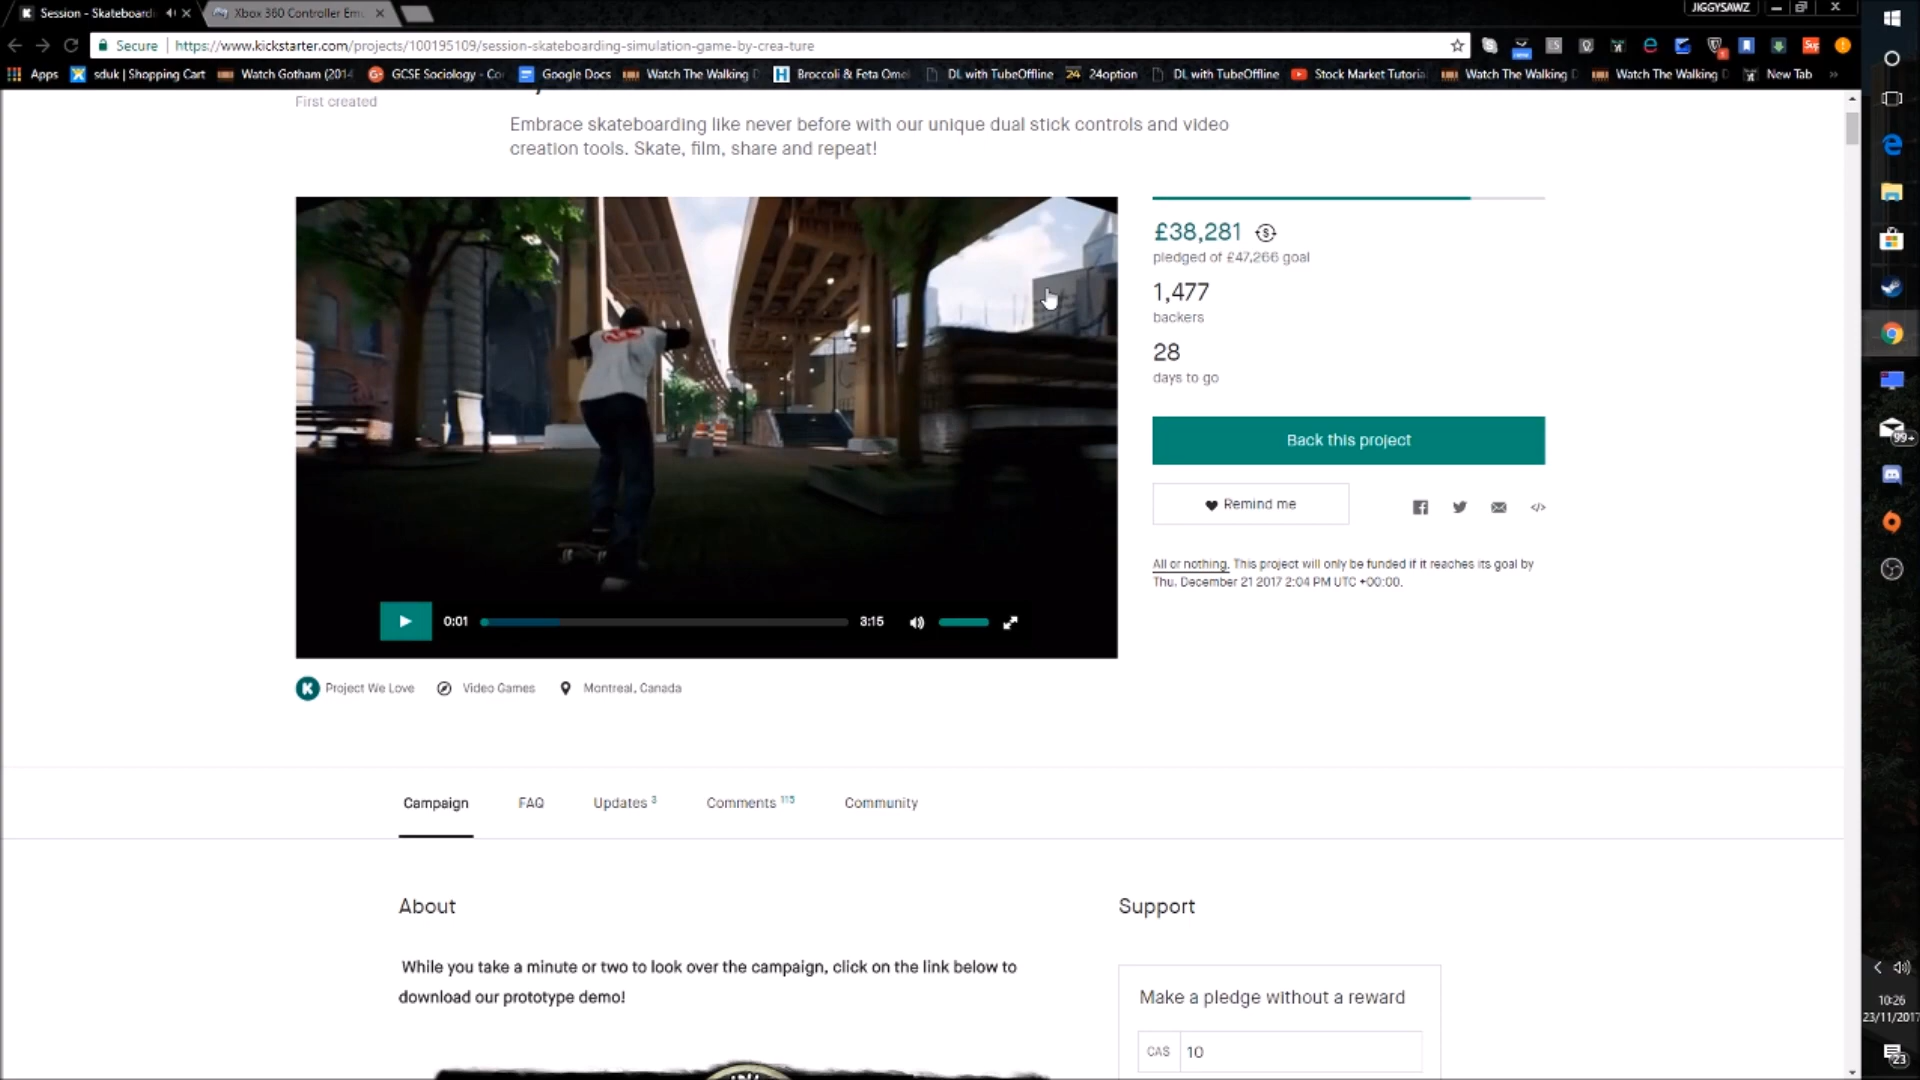 Session - Skateboardi
Xbox 360 Controller Emu
JIGGYSAWZ
Secure
https://www.kickstarter.com/projects/100195109/session-skateboarding-simulation-game-by-crea-ture
Apps
sduk | Shopping Cart
Watch Gotham (2014
GCSE Sociology - Co
Google Docs
Watch The Walking D
Broccoli & Feta Ome
DL with TubeOffline
24option
DL with TubeOffline
Stock Market Tutoria
Watch The Walking D
Watch The Walking D
New Tab
First created
Embrace skateboarding like never before with our unique dual stick controls and video
creation tools. Skate, film, share and repeat!
£38,281
pledged of £47,266 goal
1,477
backers
28
days to go
Back this project
Remind me
All or nothing. This project will only be funded if it reaches its goal by
Thu, December 21 2017 2:04 PM UTC +00:00.
0:01
3:15
Project We Love
Video Games
Montreal, Canada
Campaign
FAQ
Updates 3
Comments 115
Community
About
Support
While you take a minute or two to look over the campaign, click on the link below to
download our prototype demo!
Make a pledge without a reward
CA$
10
99+
10:26
23/11/2017
23